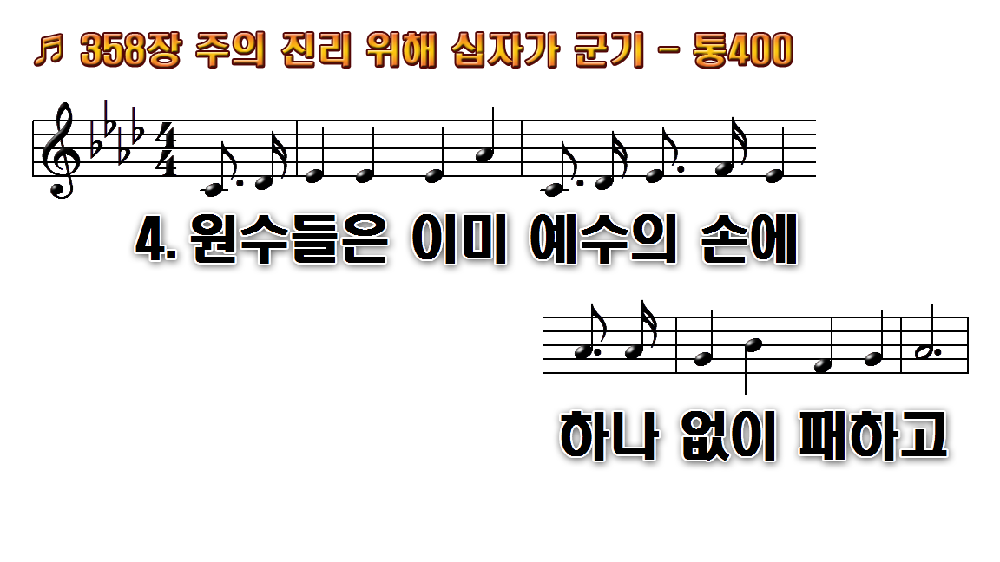 ♬ 358장 주의 진리 위해 십자가 군기 - 통400
4. 원수들은 이미 예수의 손에
하나 없이 패하고